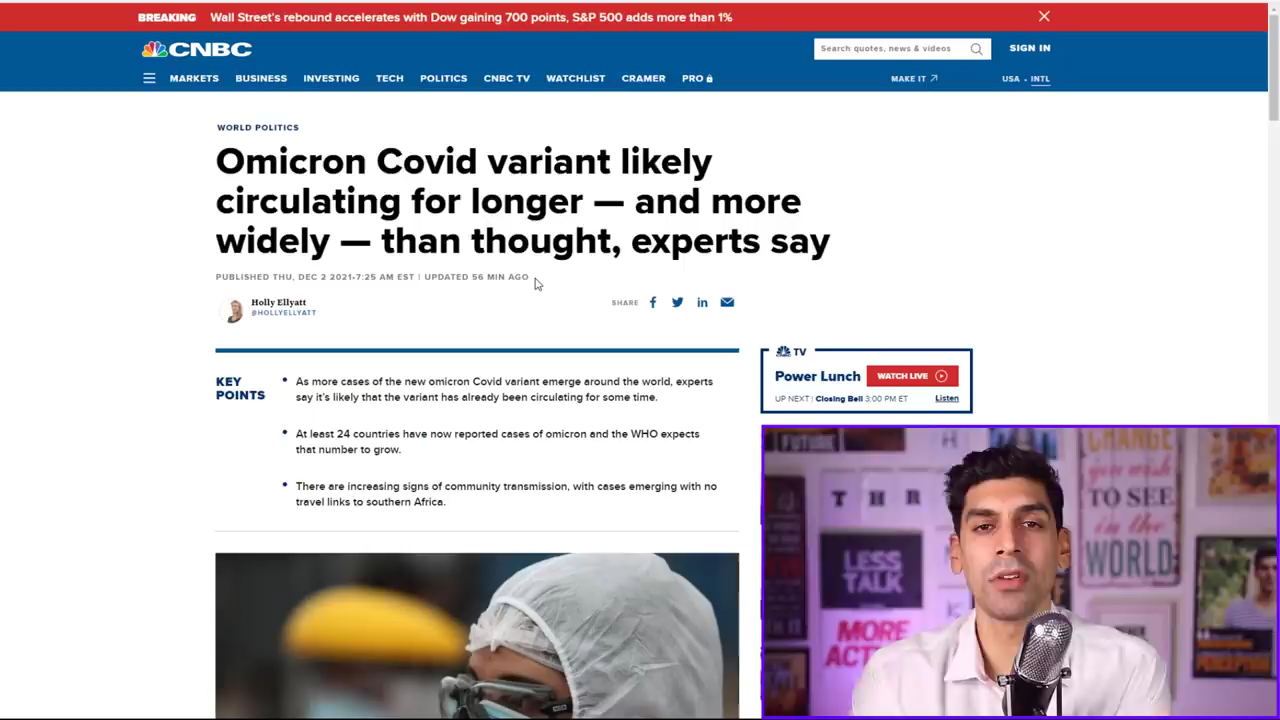 BREAKING Wall Street's rebound accelerates with Dow gaining 700 points, S&P 500 adds more than 1%
CNBC
Search quotes, news & videos
SIGN IN
MARKETS BUSINESS INVESTING TECH POLITICS CNBC TV WATCHLIST CRAMER PRO
MAKE IT
USA • INTL
WORLD POLITICS
Omicron Covid variant likely
circulating for longer — and more
widely — than thought, experts say
PUBLISHED THU, DEC 2 2021•7:25 AM EST | UPDATED 56 MIN AGO
Holly Ellyatt
@HOLLYELLYATT
SHARE
KEY
POINTS
• As more cases of the new omicron Covid variant emerge around the world, experts
say it's likely that the variant has already been circulating for some time.
• At least 24 countries have now reported cases of omicron and the WHO expects
that number to grow.
• There are increasing signs of community transmission, with cases emerging with no
travel links to southern Africa.
TV
Power Lunch WATCH LIVE
UP NEXT | Closing Bell 3:00 PM ET Listen
FUTURE
CHANGE
you wish
TO SEE
in the
WORLD
THR
LESS
TALK
MORE
PERCEPTION